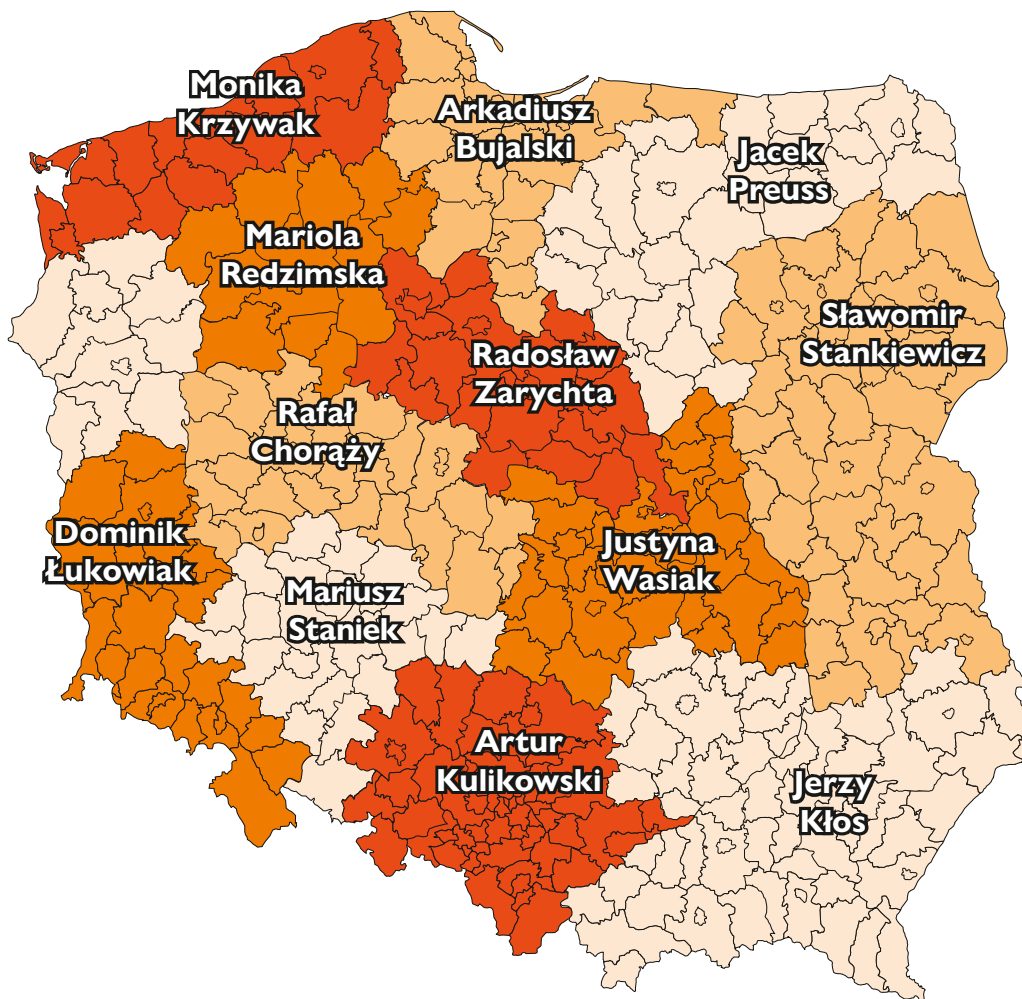 Monika
Krzywak
Arkadiusz
Bujalski
Jacek
Preuss
Mariola
Redzimska
Sławomir
Stankiewicz
Radosław
Zarychta
Rafał
Chorąży
Dominik
Łukowiak
Justyna
Wasiak
Mariusz
Staniek
Artur
Kulikowski
Jerzy
Kłos